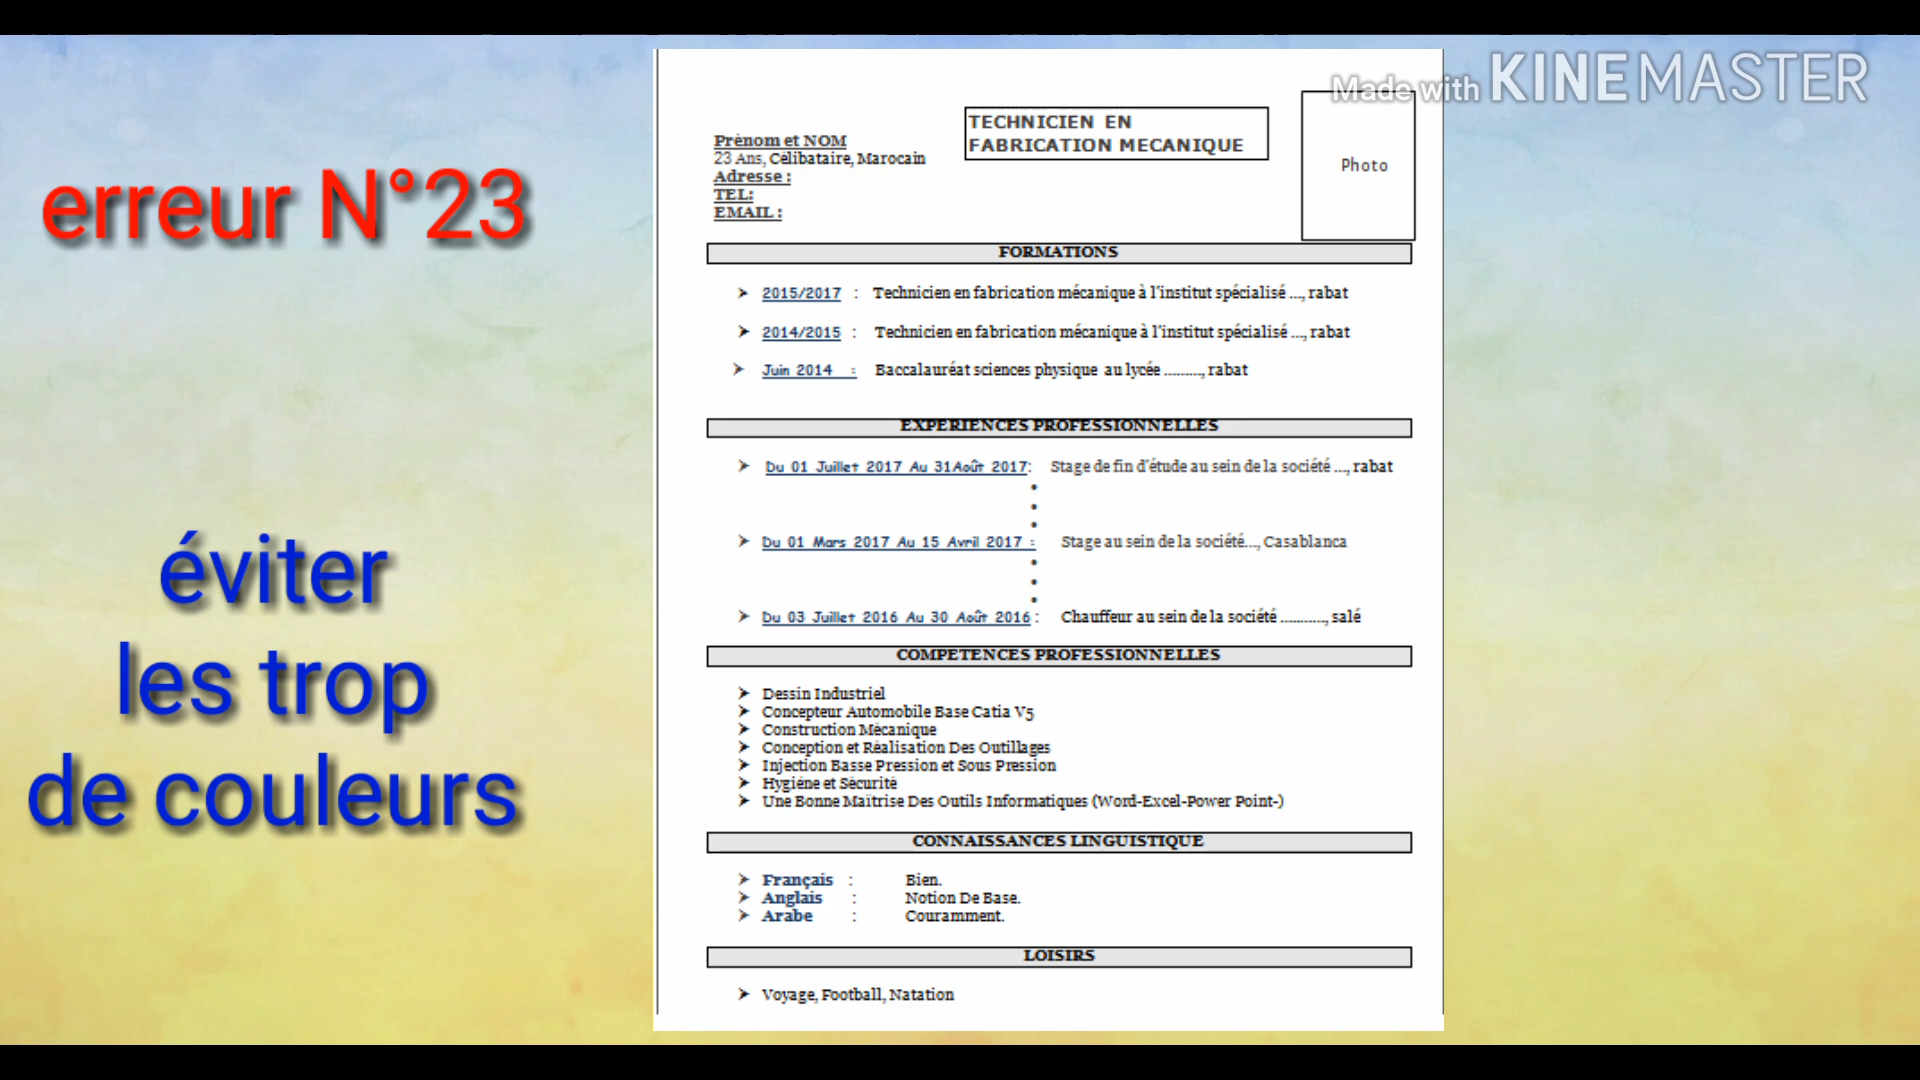 Made with KINEMASTER
erreur N°23
éviter
les trop
de couleurs
TECHNICIEN EN
FABRICATION MECANIQUE
Photo
Prénom et NOM
23 Ans, Célibataire, Marocain
Adresse :
TEL:
EMAIL :
FORMATIONS
➤ 2015/2017 : Technicien en fabrication mécanique à l'institut spécialisé ..., rabat
➤ 2014/2015 : Technicien en fabrication mécanique à l'institut spécialisé ..., rabat
➤ Juin 2014 : Baccalauréat sciences physique au lycée .........., rabat
EXPERIENCES PROFESSIONNELLES
➤ Du 01 Juillet 2017 Au 31Août 2017: Stage de fin d'étude au sein de la société ..., rabat
•
•
•
➤ Du 01 Mars 2017 Au 15 Avril 2017 : Stage au sein de la société..., Casablanca
•
•
•
➤ Du 03 Juillet 2016 Au 30 Août 2016 : Chauffeur au sein de la société ..........., salé
COMPETENCES PROFESSIONNELLES
➤ Dessin Industriel
➤ Concepteur Automobile Base Catia V5
➤ Construction Mécanique
➤ Conception et Réalisation Des Outillages
➤ Injection Basse Pression et Sous Pression
➤ Hygiéne et Sécurité
➤ Une Bonne Maîtrise Des Outils Informatiques (Word-Excel-Power Point-)
CONNAISSANCES LINGUISTIQUE
➤ Français : Bien.
➤ Anglais : Notion De Base.
➤ Arabe : Couramment.
LOISIRS
➤ Voyage, Football, Natation